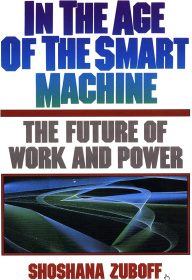 IN THE AGE
OF THE SMART
MACHINE
THE FUTURE OF
WORK AND POWER
SHOSHANA ZUBOFF